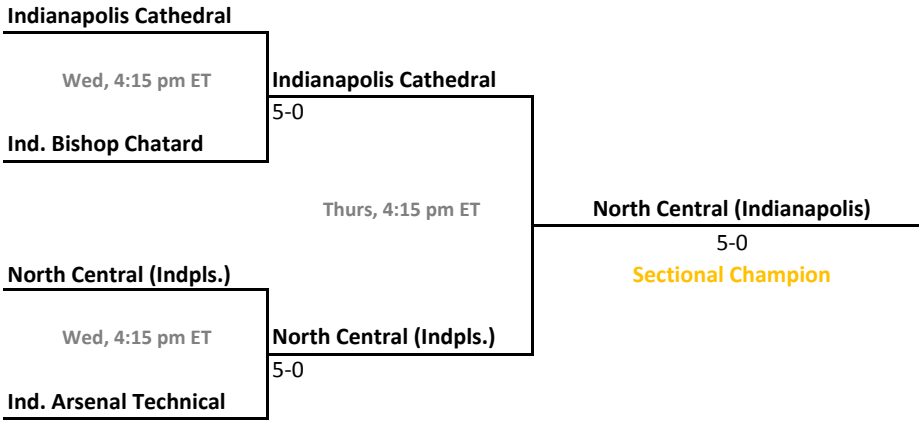 Indianapolis Cathedral
Wed, 4:15 pm ET
Indianapolis Cathedral
5-0
Ind. Bishop Chatard
Thurs, 4:15 pm ET
North Central (Indianapolis)
5-0
Sectional Champion
North Central (Indpls.)
Wed, 4:15 pm ET
North Central (Indpls.)
5-0
Ind. Arsenal Technical